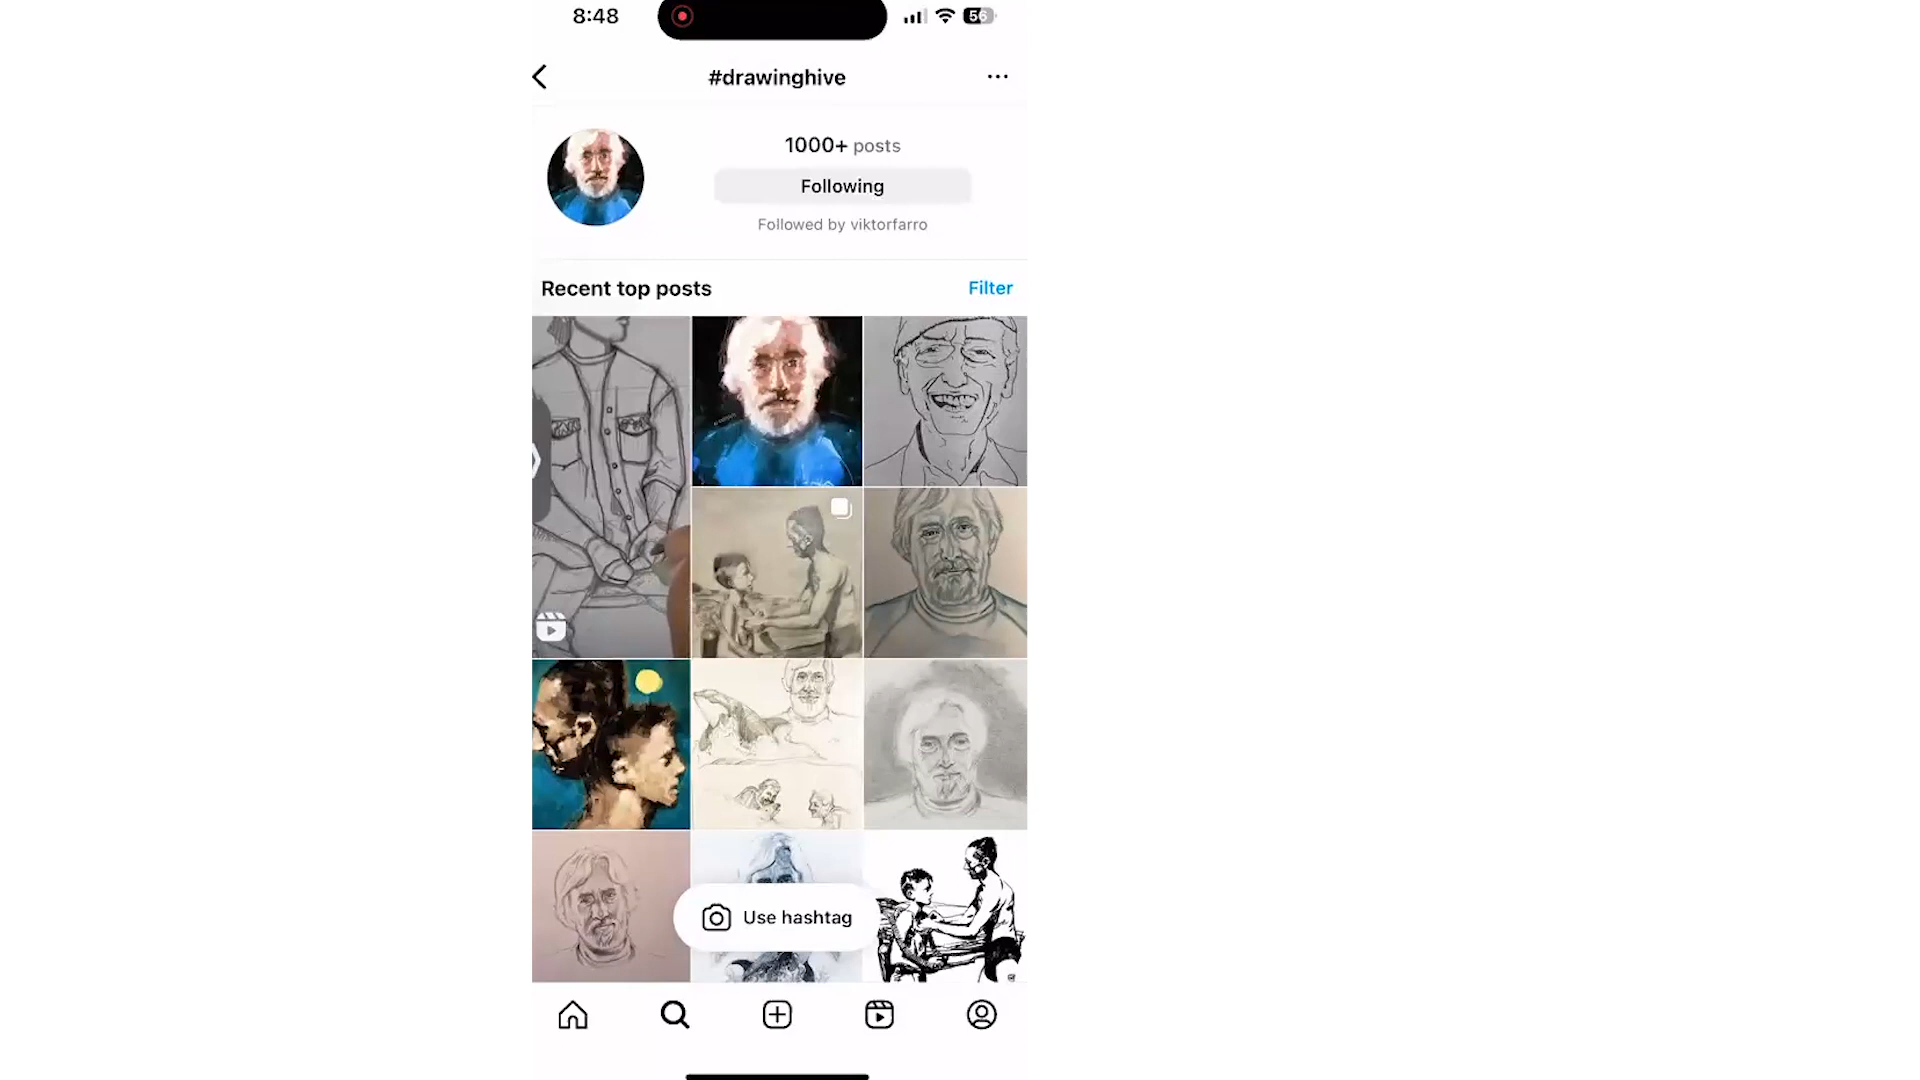 8:48
56
#drawinghive
1000+ posts
Following
Followed by viktorfarro
Recent top posts
Filter
Use hashtag